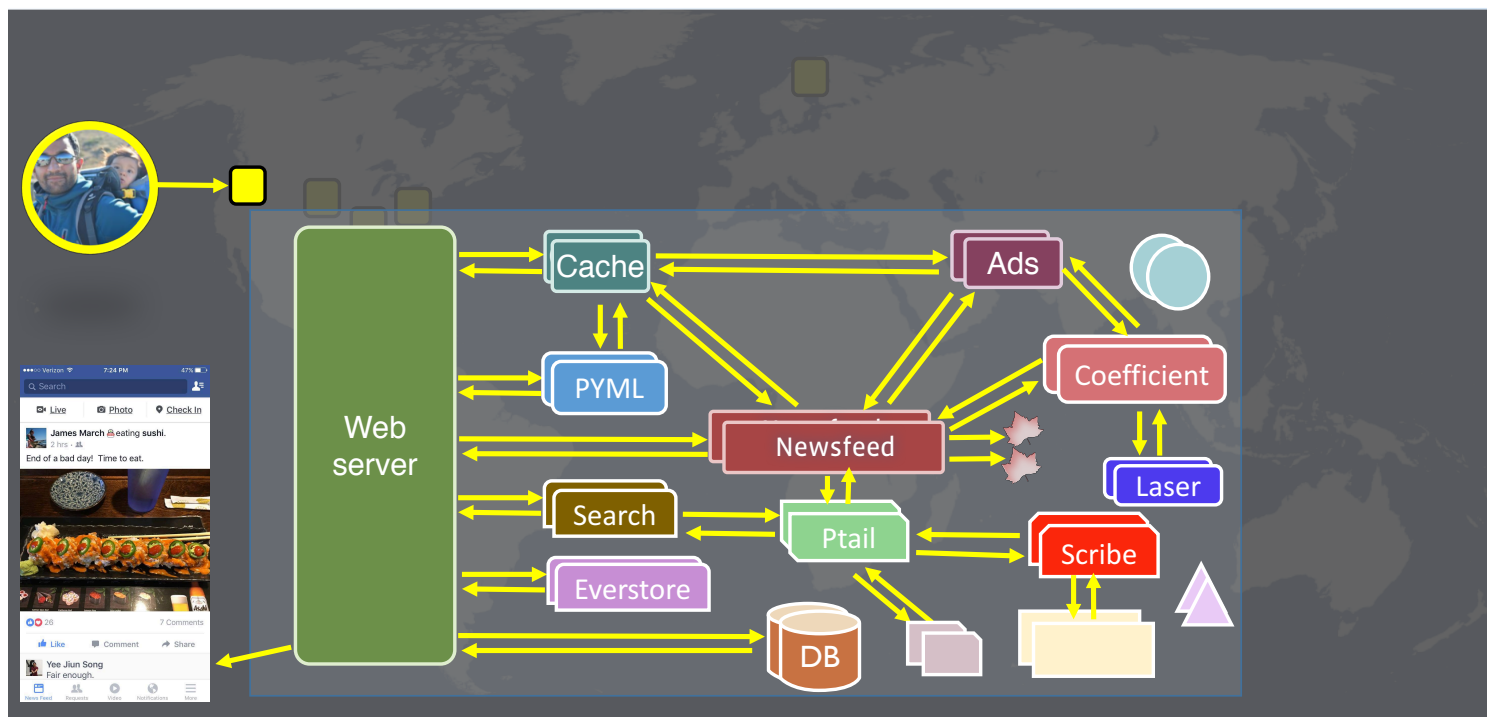 Web
server
Cache
Ads
PYML
Coefficient
Newsfeed
Laser
Search
Ptail
Scribe
Everstore
DB
Verizon
7:24 PM
47%
Search
Live
Photo
Check In
James March eating sushi.
2 hrs
End of a bad day! Time to eat.
26
7 Comments
Like
Comment
Share
Yee Jiun Song
Fair enough.
News Feed
Requests
Video
Notifications
More